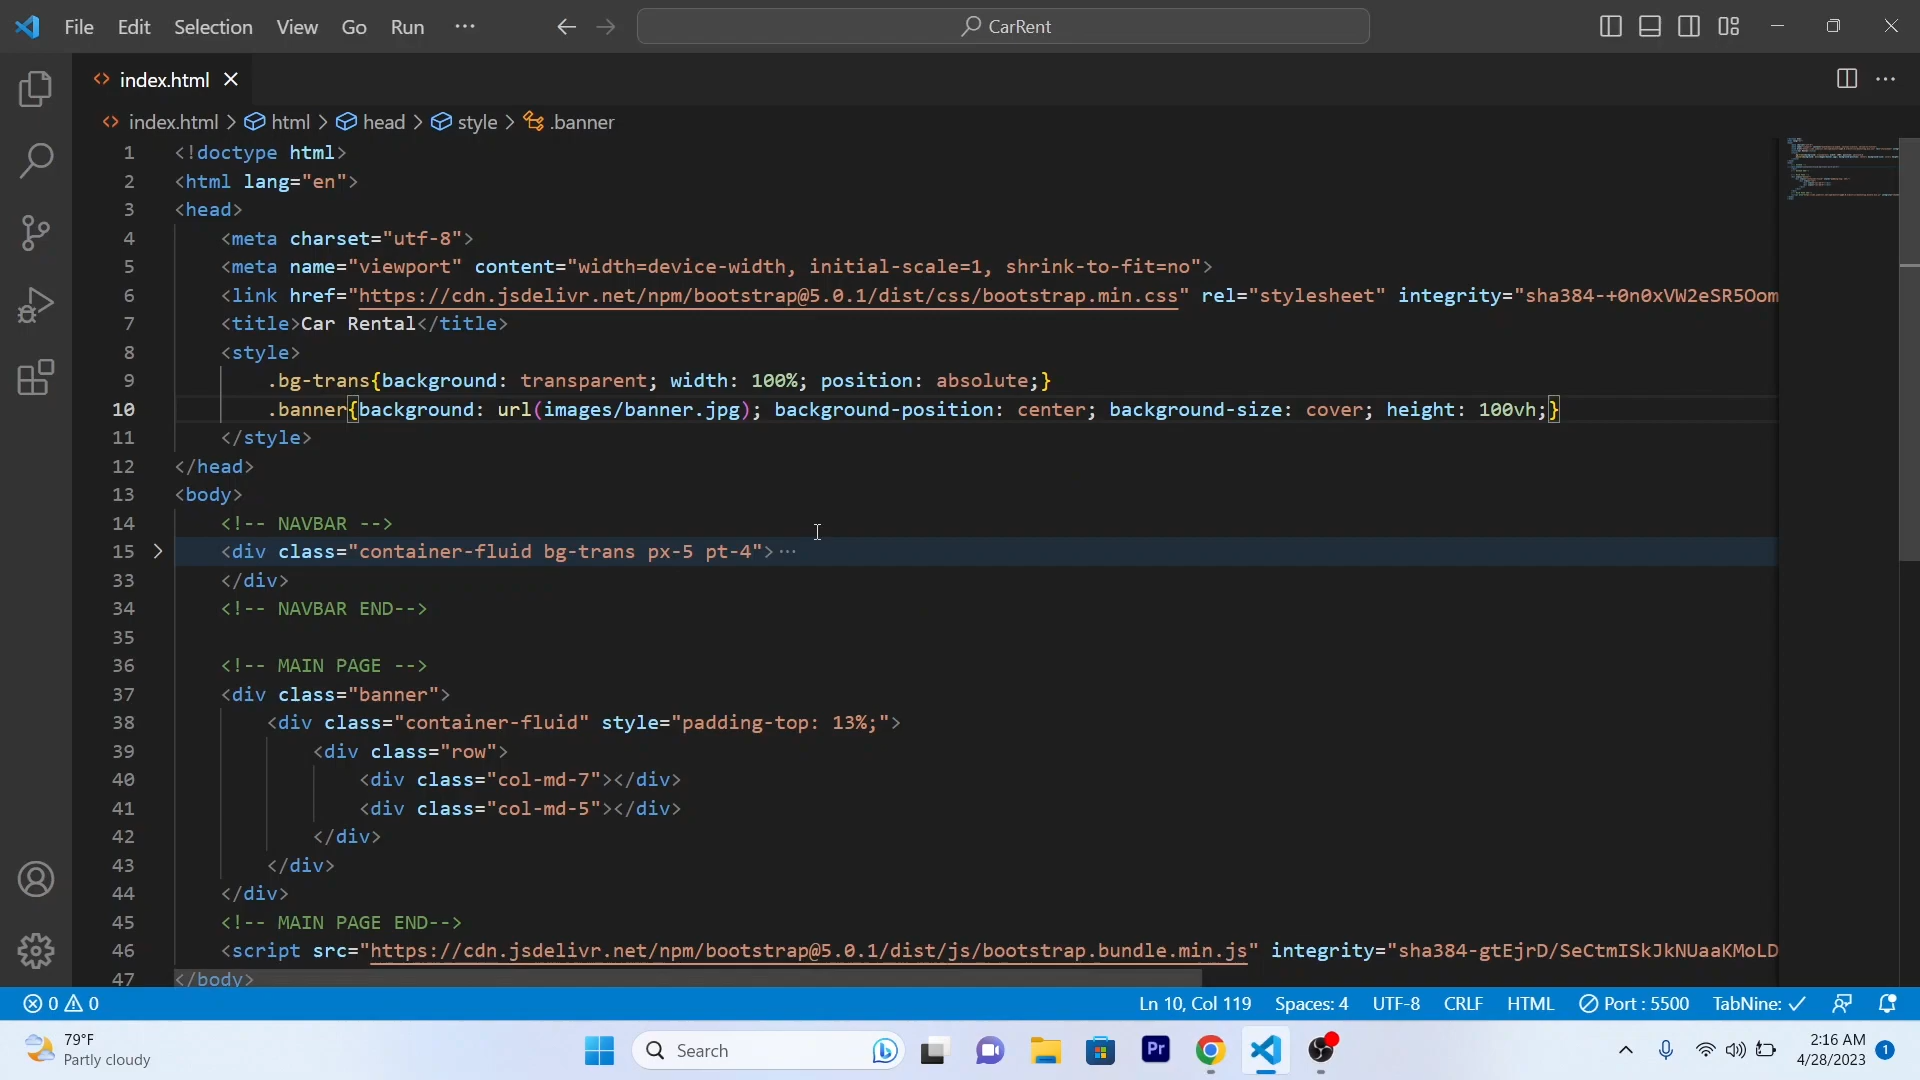 File Edit Selection View Go Run ··· CarRent
index.html
index.html > html > head > style > .banner
1 <!doctype html>
2 <html lang="en">
3 <head>
4 <meta charset="utf-8">
5 <meta name="viewport" content="width=device-width, initial-scale=1, shrink-to-fit=no">
6 <link href="https://cdn.jsdelivr.net/npm/bootstrap@5.0.1/dist/css/bootstrap.min.css" rel="stylesheet" integrity="sha384-+0n0xVW2eSR5Oom
7 <title>Car Rental</title>
8 <style>
9 .bg-trans{background: transparent; width: 100%; position: absolute;}
10 .banner{background: url(images/banner.jpg); background-position: center; background-size: cover; height: 100vh;}
11 </style>
12 </head>
13 <body>
14 <!-- NAVBAR -->
15 <div class="container-fluid bg-trans px-5 pt-4">···
33 </div>
34 <!-- NAVBAR END-->
35
36 <!-- MAIN PAGE -->
37 <div class="banner">
38 <div class="container-fluid" style="padding-top: 13%;">
39 <div class="row">
40 <div class="col-md-7"></div>
41 <div class="col-md-5"></div>
42 </div>
43 </div>
44 </div>
45 <!-- MAIN PAGE END-->
46 <script src="https://cdn.jsdelivr.net/npm/bootstrap@5.0.1/dist/js/bootstrap.bundle.min.js" integrity="sha384-gtEjrD/SeCtmISkJkNUaaKMoLD
47 </body>
0 0 Ln 10, Col 119 Spaces: 4 UTF-8 CRLF HTML Port : 5500 TabNine: ✓
79°F
Partly cloudy
Search
Pr
2:16 AM
4/28/2023
1